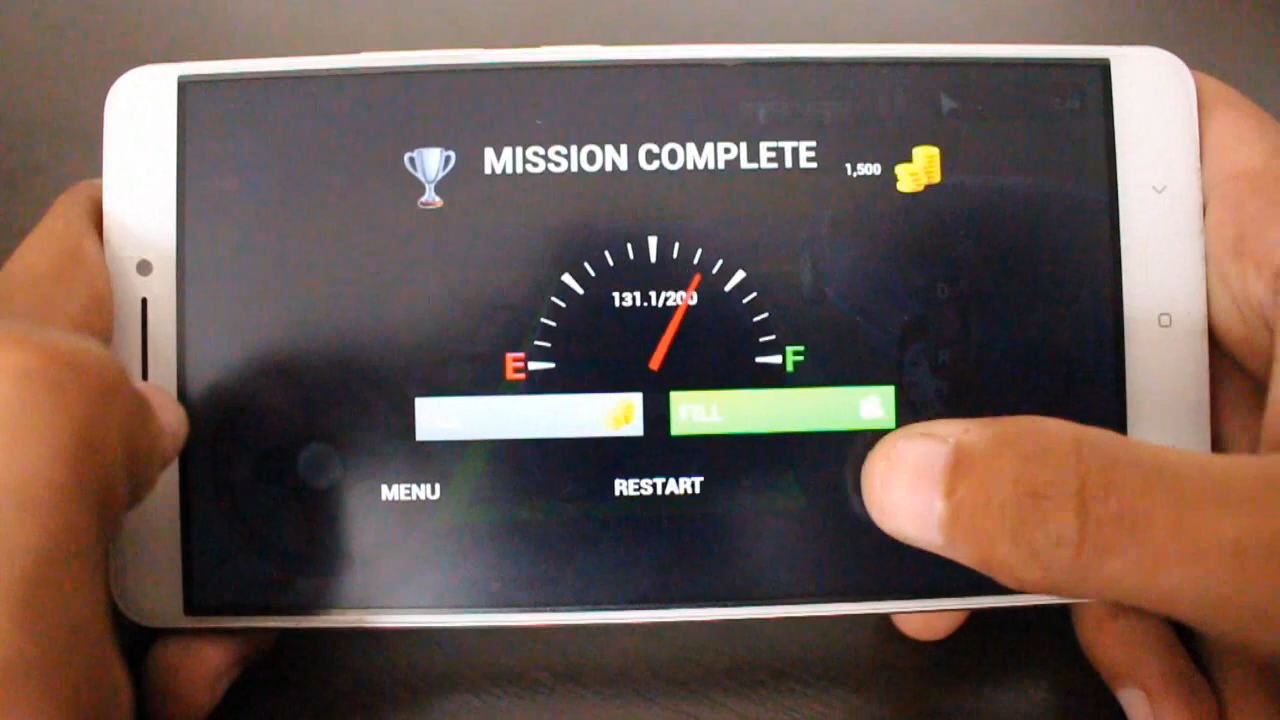 MISSION COMPLETE
1,500
131.1/200
E F
FILL
MENU RESTART